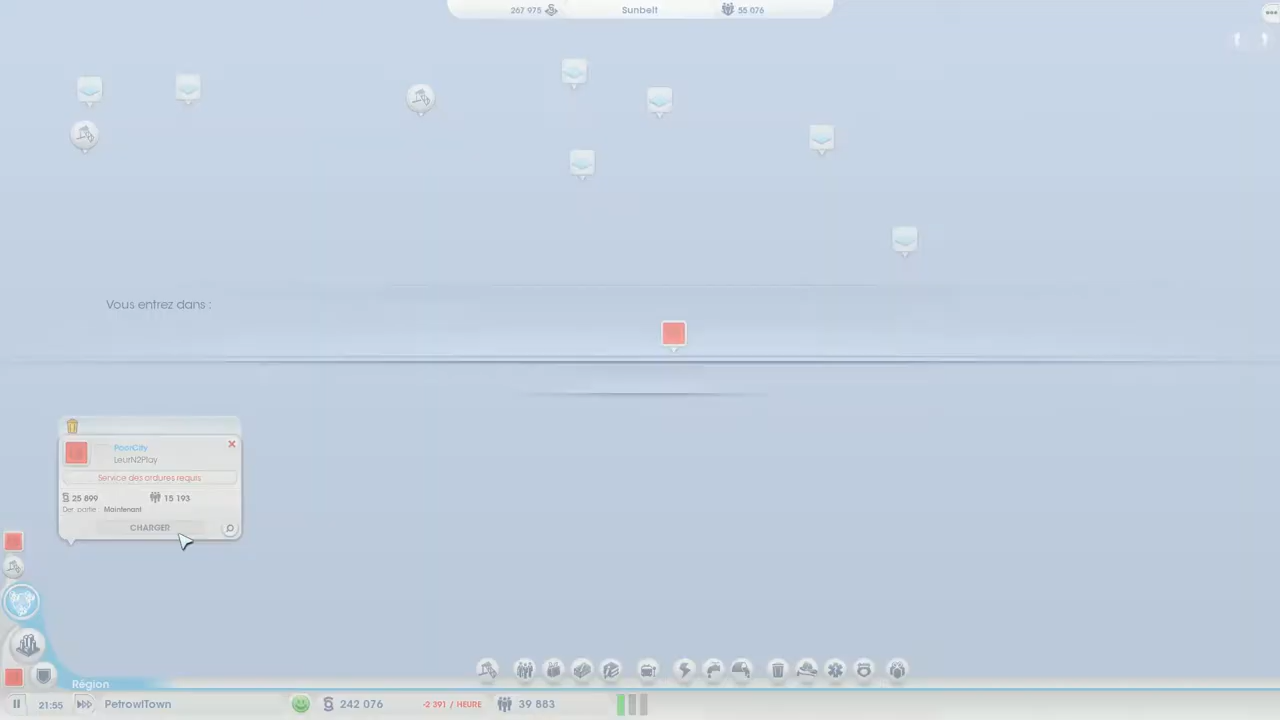 267 975
Sunbelt
55 076
Vous entrez dans :
PoorCity
LeurN2Play
Service des ordures requis
25 899
15 193
Der. partie Maintenant
CHARGER
Région
21:55
PetrowlTown
242 076
-2 391 / HEURE
39 883